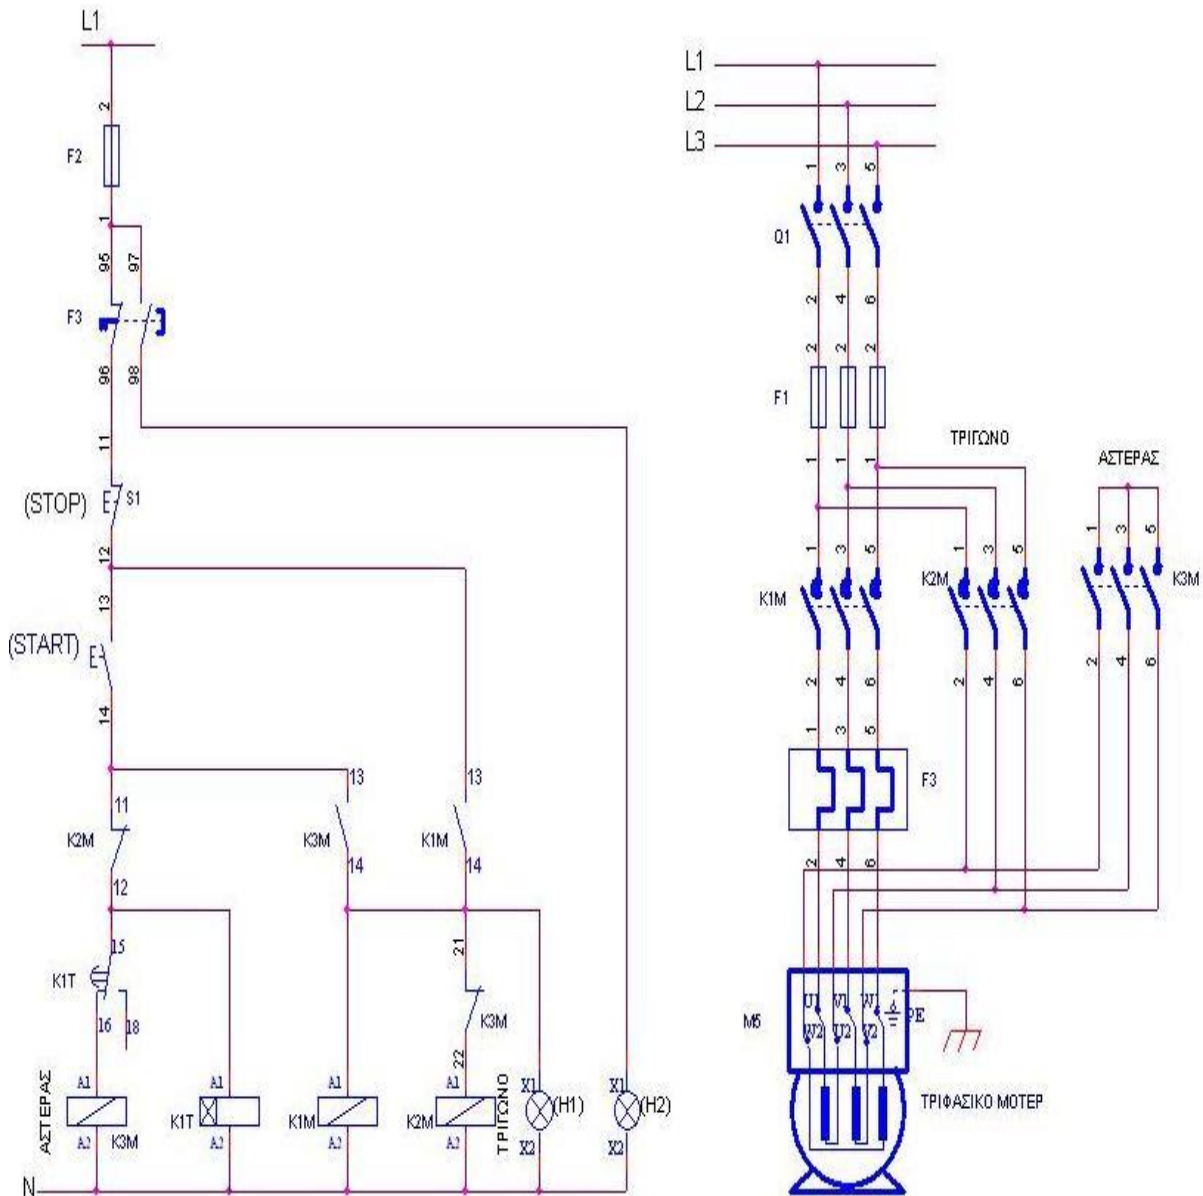 L1
2
F2
1
95 97
F3
96 98
11
(STOP) S1
12
13
(START)
14
11 13 13
K2M K3M K1M
12 14 14
15 21
K1T
16 18 K3M
22
ΑΣΤΕΡΑΣ A1 A1 A1 A1 ΤΡΙΓΩΝΟ X1 X1
K3M K1T K1M K2M (H1) (H2)
A2 A2 A2 A2 X2 X2
N
L1
L2
L3
1 3 5
Q1
2 4 6
2 2 2
F1
1 1 1
ΤΡΙΓΩΝΟ
ΑΣΤΕΡΑΣ
1 3 5 1 3 5 1 3 5
K1M K2M K3M
2 4 6 2 4 6 2 4 6
1 3 5
F3
2 4 6
M5
U1 V1 W1 PE
W2 U2 V2
ΤΡΙΦΑΣΙΚΟ ΜΟΤΕΡ